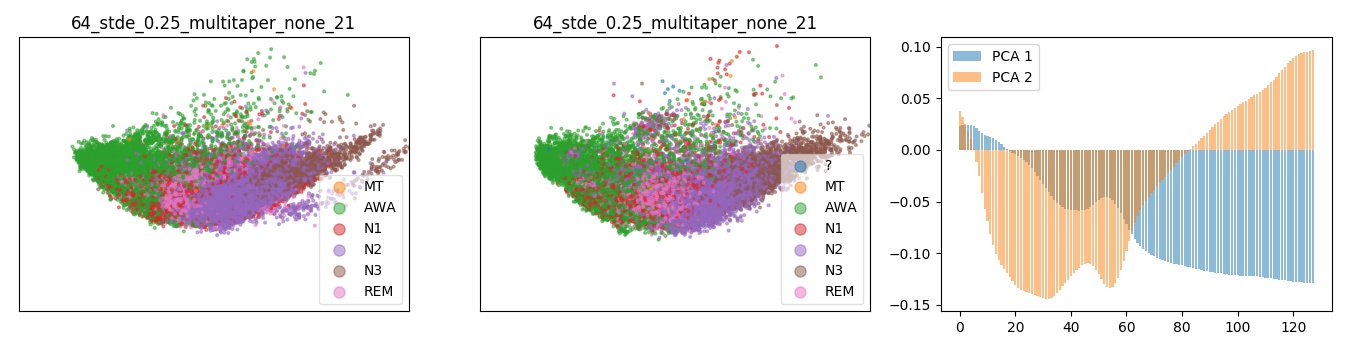 64_stde_0.25_multitaper_none_21
MT
AWA
N1
N2
N3
REM
64_stde_0.25_multitaper_none_21
?
MT
AWA
N1
N2
N3
REM
PCA 1
PCA 2
0.10
0.05
0.00
−0.05
−0.10
−0.15
0 20 40 60 80 100 120